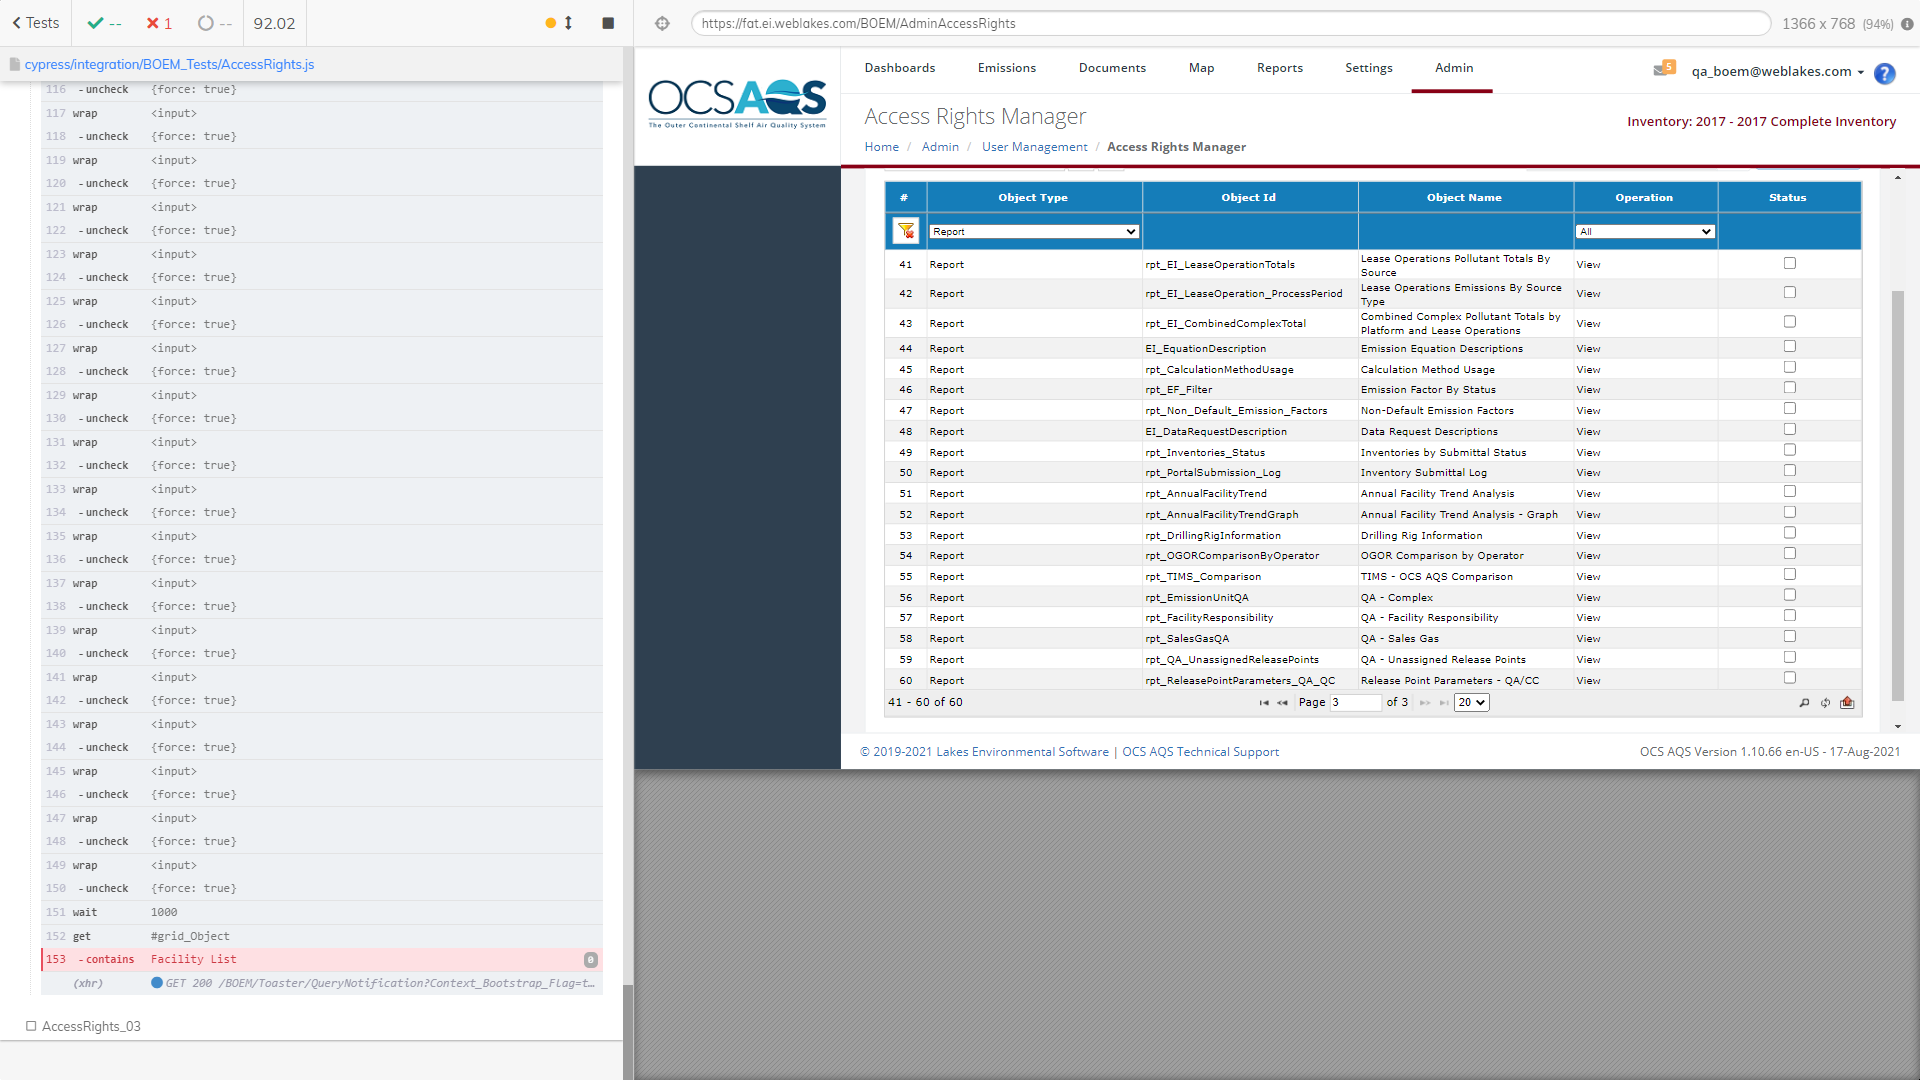 Tests
--
1
--
92.02
cypress/integration/BOEM_Tests/AccessRights.js
116 -uncheck {force: true}
117 wrap <input>
118 -uncheck {force: true}
119 wrap <input>
120 -uncheck {force: true}
121 wrap <input>
122 -uncheck {force: true}
123 wrap <input>
124 -uncheck {force: true}
125 wrap <input>
126 -uncheck {force: true}
127 wrap <input>
128 -uncheck {force: true}
129 wrap <input>
130 -uncheck {force: true}
131 wrap <input>
132 -uncheck {force: true}
133 wrap <input>
134 -uncheck {force: true}
135 wrap <input>
136 -uncheck {force: true}
137 wrap <input>
138 -uncheck {force: true}
139 wrap <input>
140 -uncheck {force: true}
141 wrap <input>
142 -uncheck {force: true}
143 wrap <input>
144 -uncheck {force: true}
145 wrap <input>
146 -uncheck {force: true}
147 wrap <input>
148 -uncheck {force: true}
149 wrap <input>
150 -uncheck {force: true}
151 wait 1000
152 get #grid_Object
153 -contains Facility List 0
(xhr) GET 200 /BOEM/Toaster/QueryNotification?Context_Bootstrap_Flag=t...
AccessRights_03
https://fat.ei.weblakes.com/BOEM/AdminAccessRights
1366 x 768 (94%)
OCSAQS
The Outer Continental Shelf Air Quality System
Dashboards Emissions Documents Map Reports Settings Admin
5
qa_boem@weblakes.com
?
Access Rights Manager
Inventory: 2017 - 2017 Complete Inventory
Home / Admin / User Management / Access Rights Manager
# Object Type Object Id Object Name Operation Status
Report All
41 Report rpt_EI_LeaseOperationTotals Lease Operations Pollutant Totals By Source View
42 Report rpt_EI_LeaseOperation_ProcessPeriod Lease Operations Emissions By Source Type View
43 Report rpt_EI_CombinedComplexTotal Combined Complex Pollutant Totals by Platform and Lease Operations View
44 Report EI_EquationDescription Emission Equation Descriptions View
45 Report rpt_CalculationMethodUsage Calculation Method Usage View
46 Report rpt_EF_Filter Emission Factor By Status View
47 Report rpt_Non_Default_Emission_Factors Non-Default Emission Factors View
48 Report EI_DataRequestDescription Data Request Descriptions View
49 Report rpt_Inventories_Status Inventories by Submittal Status View
50 Report rpt_PortalSubmission_Log Inventory Submittal Log View
51 Report rpt_AnnualFacilityTrend Annual Facility Trend Analysis View
52 Report rpt_AnnualFacilityTrendGraph Annual Facility Trend Analysis - Graph View
53 Report rpt_DrillingRigInformation Drilling Rig Information View
54 Report rpt_OGORComparisonByOperator OGOR Comparison by Operator View
55 Report rpt_TIMS_Comparison TIMS - OCS AQS Comparison View
56 Report rpt_EmissionUnitQA QA - Complex View
57 Report rpt_FacilityResponsibility QA - Facility Responsibility View
58 Report rpt_SalesGasQA QA - Sales Gas View
59 Report rpt_QA_UnassignedReleasePoints QA - Unassigned Release Points View
60 Report rpt_ReleasePointParameters_QA_QC Release Point Parameters - QA/CC View
41 - 60 of 60 Page 3 of 3 20
© 2019-2021 Lakes Environmental Software | OCS AQS Technical Support
OCS AQS Version 1.10.66 en-US - 17-Aug-2021